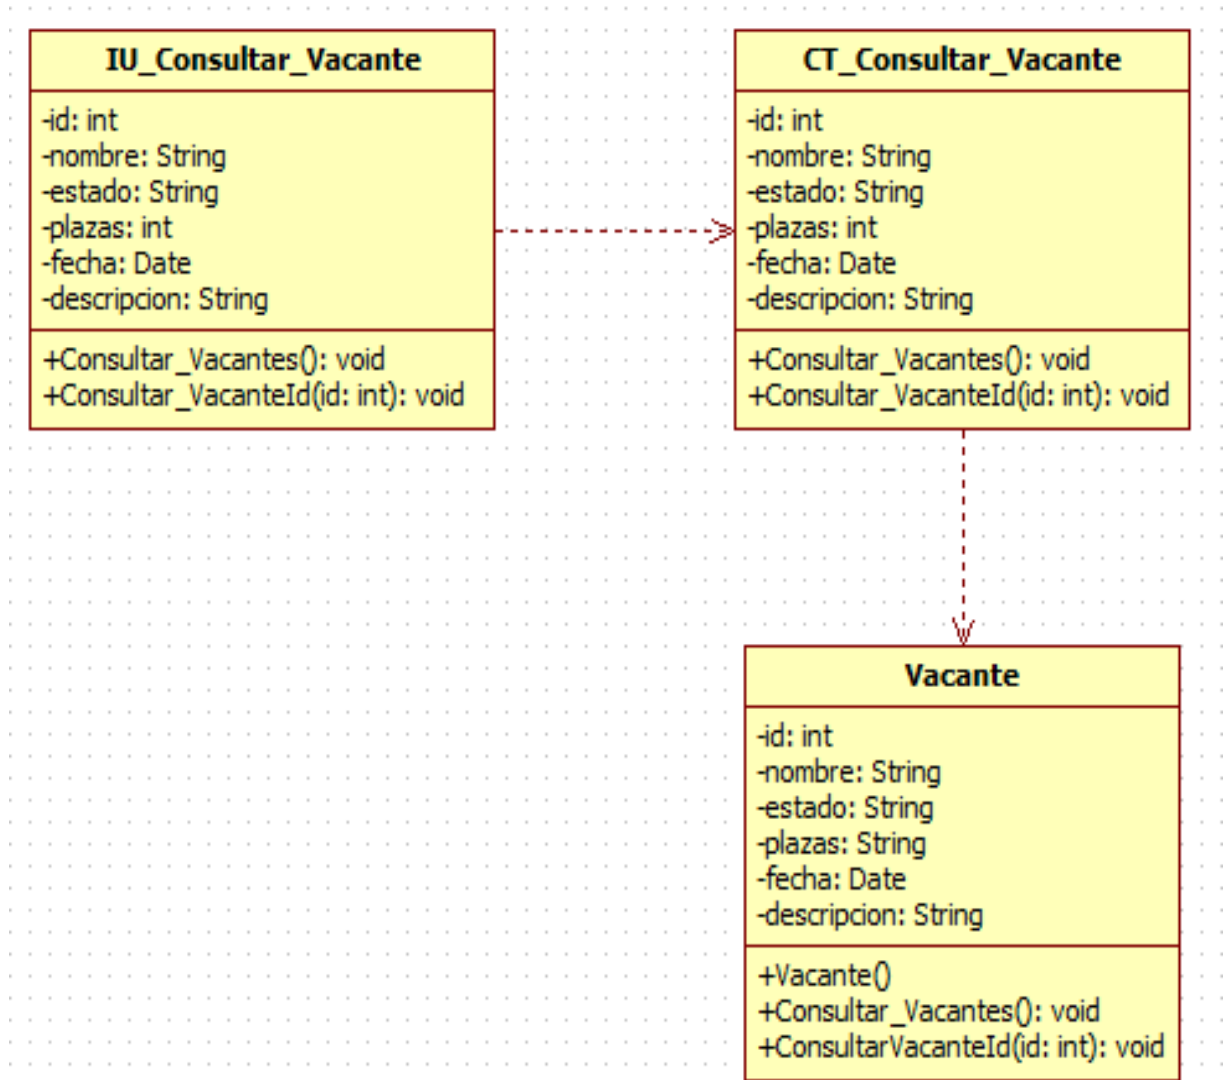 IU_Consultar_Vacante
-id: int
-nombre: String
-estado: String
-plazas: int
-fecha: Date
-descripcion: String
+Consultar_Vacantes(): void
+Consultar_VacanteId(id: int): void
CT_Consultar_Vacante
-id: int
-nombre: String
-estado: String
-plazas: int
-fecha: Date
-descripcion: String
+Consultar_Vacantes(): void
+Consultar_VacanteId(id: int): void
Vacante
-id: int
-nombre: String
-estado: String
-plazas: String
-fecha: Date
-descripcion: String
+Vacante()
+Consultar_Vacantes(): void
+ConsultarVacanteId(id: int): void